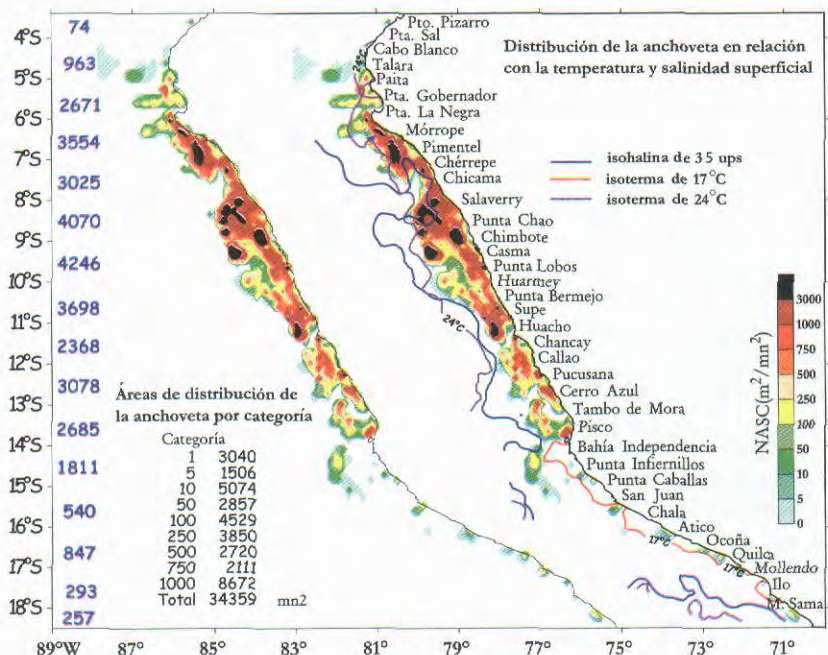 Distribución de la anchoveta en relación
con la temperatura y salinidad superficial
isohalina de 35 ups
isoterma de 17°C
isoterma de 24°C
4°S
5°S
6°S
7°S
8°S
9°S
10°S
11°S
12°S
13°S
14°S
15°S
16°S
17°S
18°S
74
963
2671
3554
3025
4070
4246
3698
2368
3078
2685
1811
540
847
293
257
Pto. Pizarro
Pta. Sal
Cabo Blanco
Talara
Paita
Pta. Gobernador
Pta. La Negra
Mórrope
Pimentel
Chérrepe
Chicama
Salaverry
Punta Chao
Chimbote
Casma
Punta Lobos
Huarmey
Punta Bermejo
Supe
Huacho
Chancay
Callao
Pucusana
Cerro Azul
Tambo de Mora
Pisco
Bahía Independencia
Punta Infiernillos
Punta Caballas
San Juan
Chala
Atico
Ocoña
Quilca
Mollendo
Ilo
M. Sama
24°C
24°C
17°C
17°C
Áreas de distribución de
la anchoveta por categoría
Categoría
1 3040
5 1506
10 5074
50 2857
100 4529
250 3850
500 2720
750 2111
1000 8672
Total 34359 mn2
NASC(m²/mn²)
3000
1000
750
500
250
100
50
10
5
0
89°W
87°
85°
83°
81°
79°
77°
75°
73°
71°